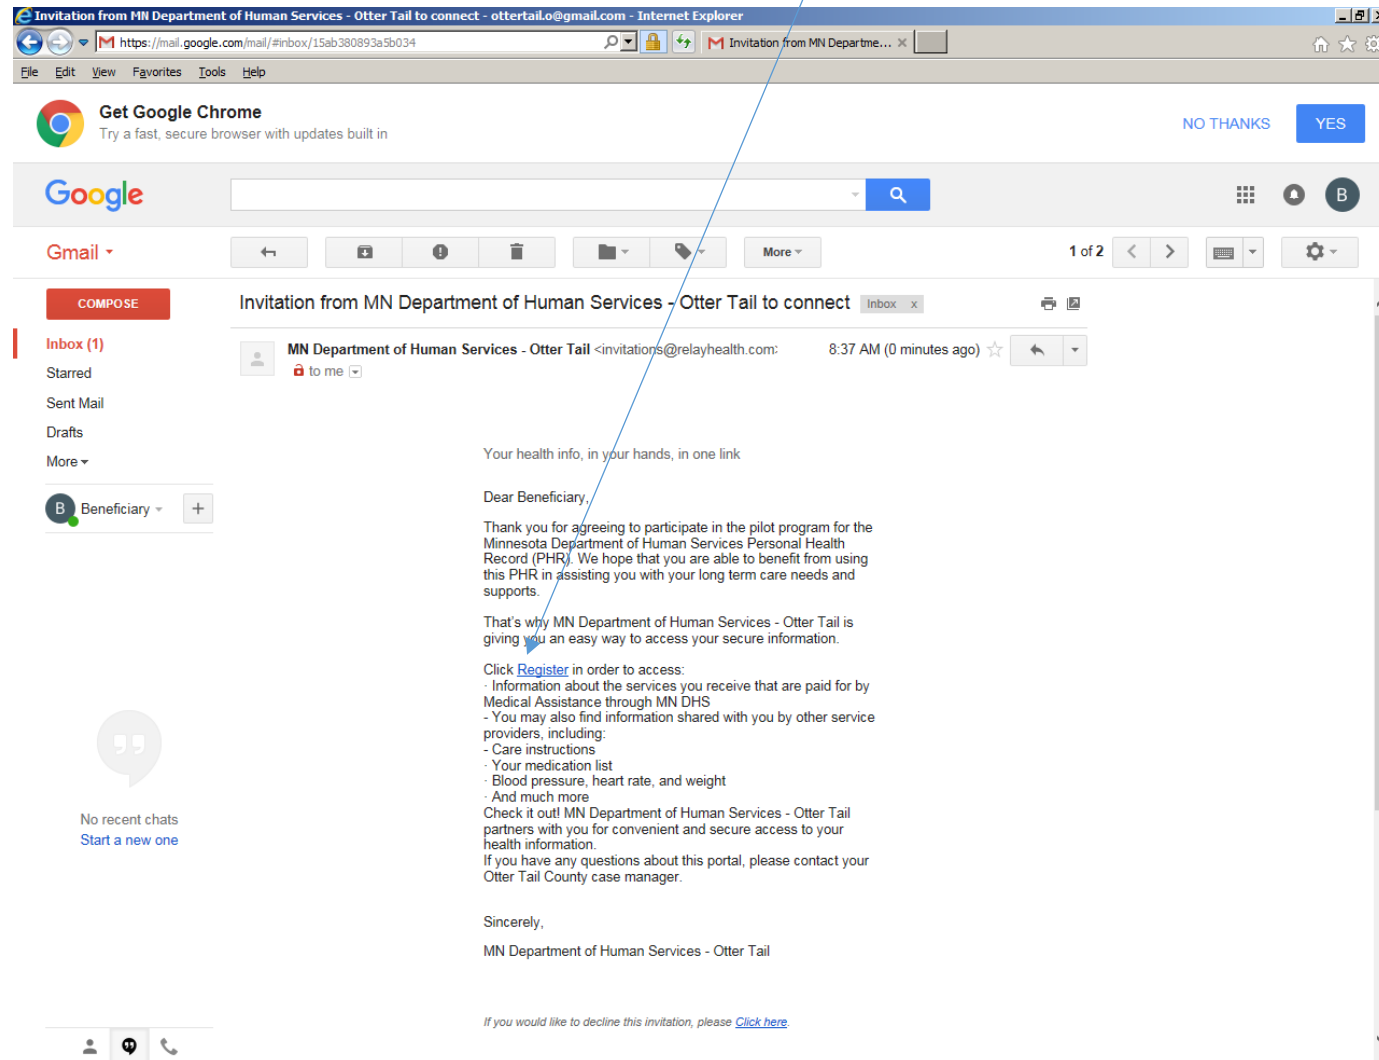 Invitation from MN Department of Human Services - Otter Tail to connect - ottertail.o@gmail.com - Internet Explorer
https://mail.google.com/mail/#inbox/15ab380893a5b034
Invitation from MN Departme...
File Edit View Favorites Tools Help
Get Google Chrome
Try a fast, secure browser with updates built in
NO THANKS YES
Google
B
Gmail
More
1 of 2
COMPOSE
Invitation from MN Department of Human Services - Otter Tail to connect Inbox x
Inbox (1)
MN Department of Human Services - Otter Tail <invitations@relayhealth.com: 8:37 AM (0 minutes ago)
to me
Starred
Sent Mail
Drafts
More
B Beneficiary +
Your health info, in your hands, in one link
Dear Beneficiary,
Thank you for agreeing to participate in the pilot program for the
Minnesota Department of Human Services Personal Health
Record (PHR). We hope that you are able to benefit from using
this PHR in assisting you with your long term care needs and
supports.
That's why MN Department of Human Services - Otter Tail is
giving you an easy way to access your secure information.
Click Register in order to access:
· Information about the services you receive that are paid for by
Medical Assistance through MN DHS
- You may also find information shared with you by other service
providers, including:
- Care instructions
· Your medication list
· Blood pressure, heart rate, and weight
· And much more
Check it out! MN Department of Human Services - Otter Tail
partners with you for convenient and secure access to your
health information.
If you have any questions about this portal, please contact your
Otter Tail County case manager.
Sincerely,
MN Department of Human Services - Otter Tail
If you would like to decline this invitation, please Click here.
No recent chats
Start a new one